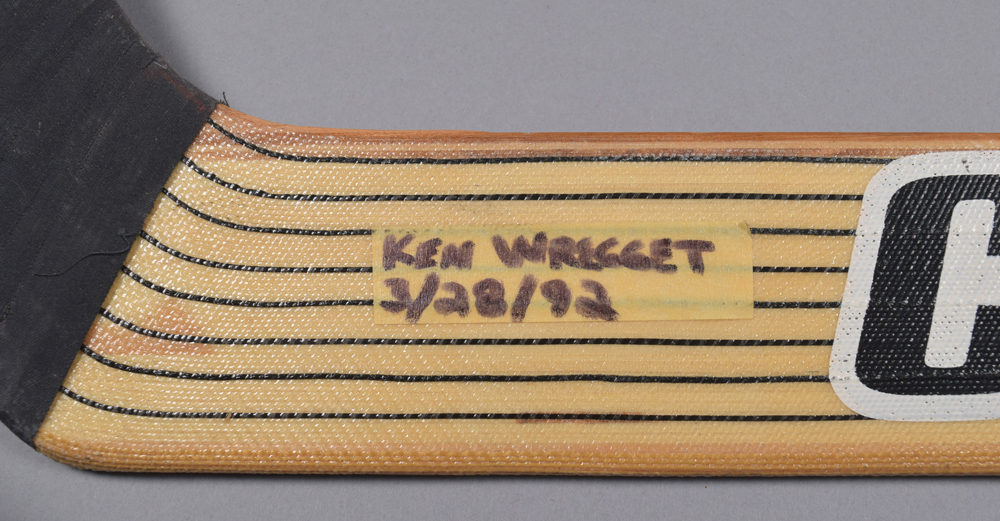 KEN WREGGET
3/28/92
H